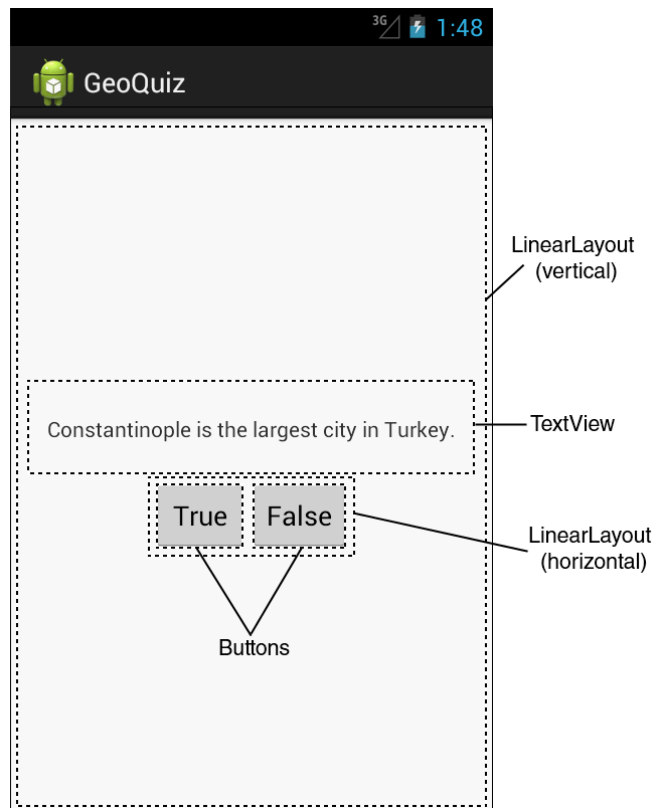 3G 1:48
GeoQuiz
LinearLayout
(vertical)
Constantinople is the largest city in Turkey.
TextView
True False
LinearLayout
(horizontal)
Buttons